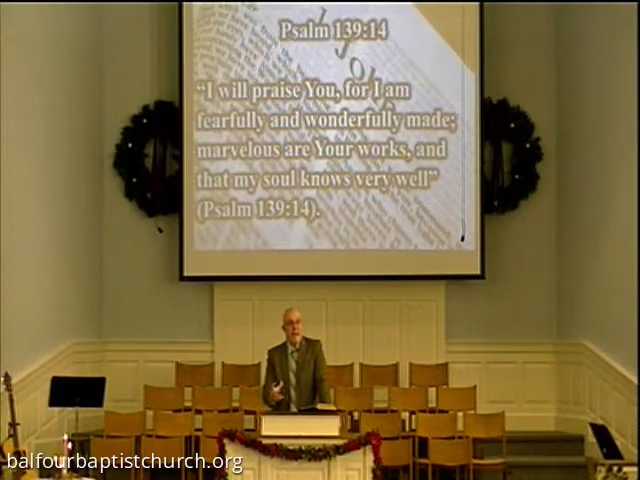 Psalm 139:14
"I will praise You, for I am
fearfully and wonderfully made;
marvelous are Your works, and
that my soul knows very well"
(Psalm 139:14).
balfourbaptistchurch.org